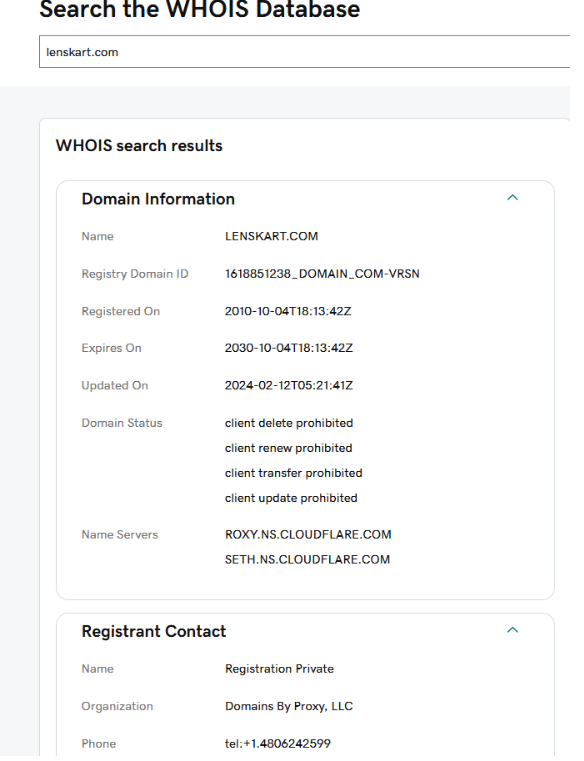 Search the WHOIS Database
lenskart.com
WHOIS search results
Domain Information
Name LENSKART.COM
Registry Domain ID 1618851238_DOMAIN_COM-VRSN
Registered On 2010-10-04T18:13:42Z
Expires On 2030-10-04T18:13:42Z
Updated On 2024-02-12T05:21:41Z
Domain Status client delete prohibited
client renew prohibited
client transfer prohibited
client update prohibited
Name Servers ROXY.NS.CLOUDFLARE.COM
SETH.NS.CLOUDFLARE.COM
Registrant Contact
Name Registration Private
Organization Domains By Proxy, LLC
Phone tel:+1.4806242599